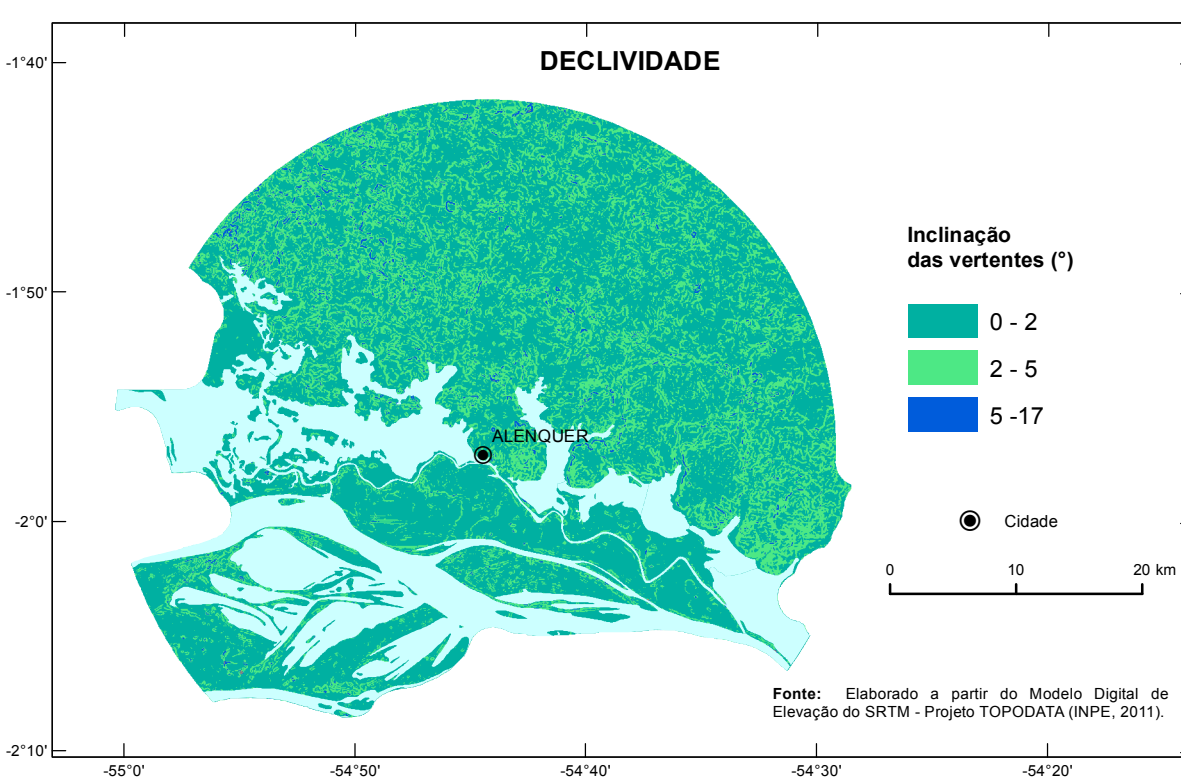 DECLIVIDADE
-1°40'
-1°50'
-2°0'
-2°10'
ALENQUER
Inclinação
das vertentes (°)
0 - 2
2 - 5
5 -17
Cidade
0 10 20 km
Fonte: Elaborado a partir do Modelo Digital de
Elevação do SRTM - Projeto TOPODATA (INPE, 2011).
-55°0' -54°50' -54°40' -54°30' -54°20'